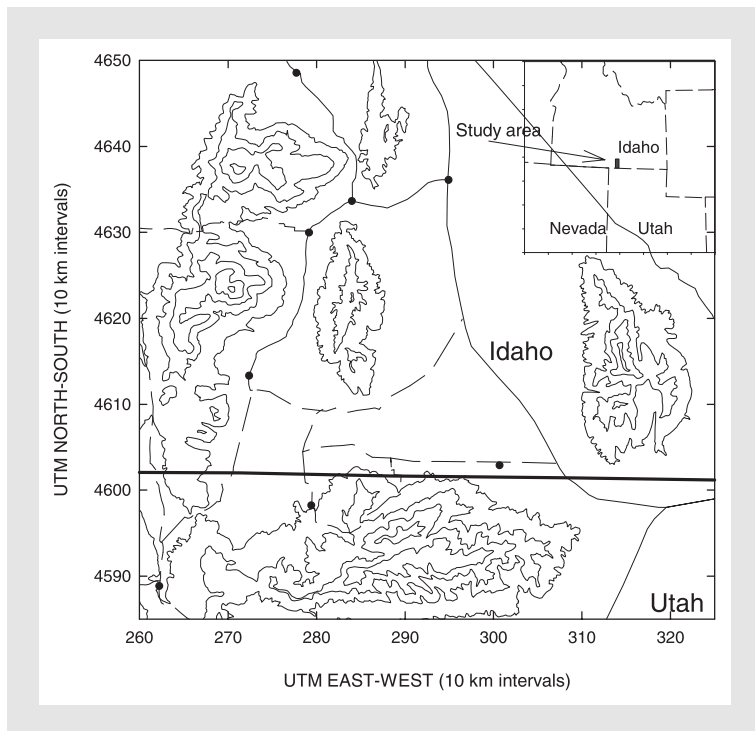 4650
Study area
Idaho
4640
4630
Nevada
Utah
UTM NORTH-SOUTH (10 km intervals)
4620
Idaho
4610
4600
4590
Utah
260
270
280
290
300
310
320
UTM EAST-WEST (10 km intervals)